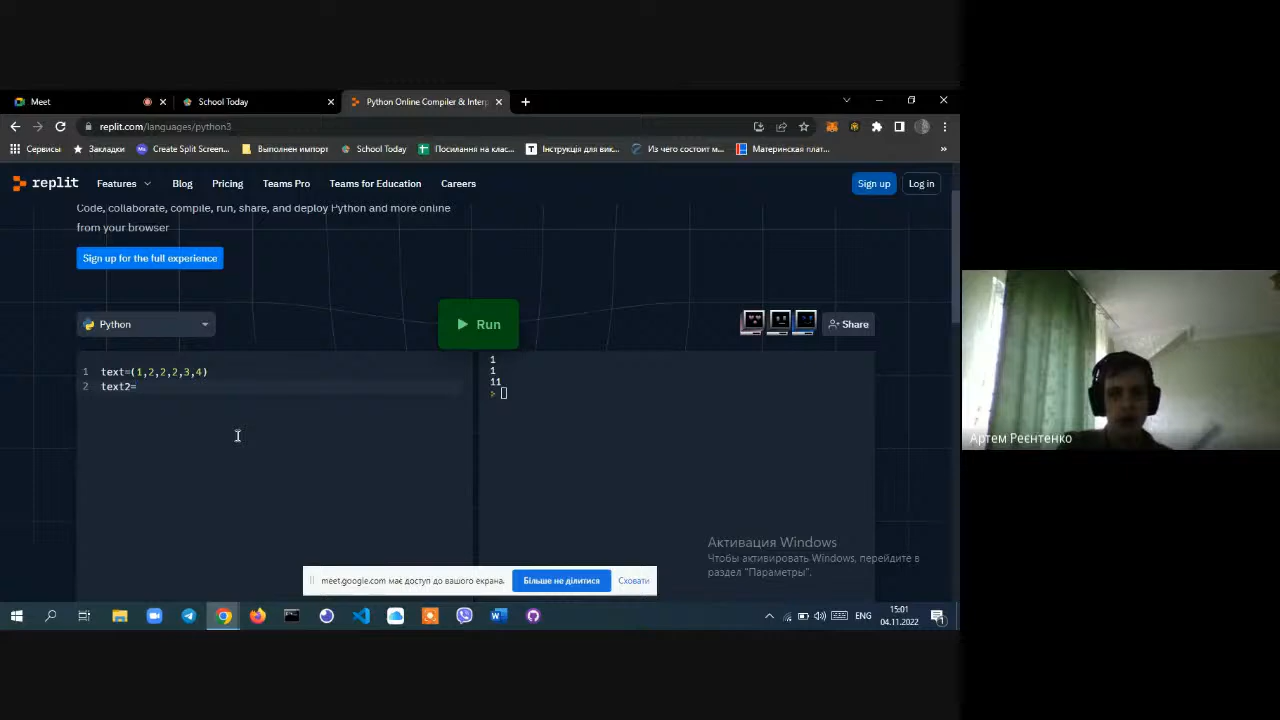 Meet
School Today
Python Online Compiler & Interp
replit.com/languages/python3
Сервисы
Закладки
Create Split Screen...
Выполнен импорт
School Today
Посилання на клас...
Інструкція для вик...
Из чего состоит м...
Материнская плат...
»
replit
Features
Blog
Pricing
Teams Pro
Teams for Education
Careers
Sign up
Log in
Code, collaborate, compile, run, share, and deploy Python and more online
from your browser
Sign up for the full experience
Python
Run
Share
1 text=(1,2,2,2,3,4)
2 text2=
1
1
11
>
Артем Реєнтенко
Активация Windows
Чтобы активировать Windows, перейдите в
раздел "Параметры".
meet.google.com має доступ до вашого екрана.
Більше не ділитися
Сховати
ENG
15:01
04.11.2022
1